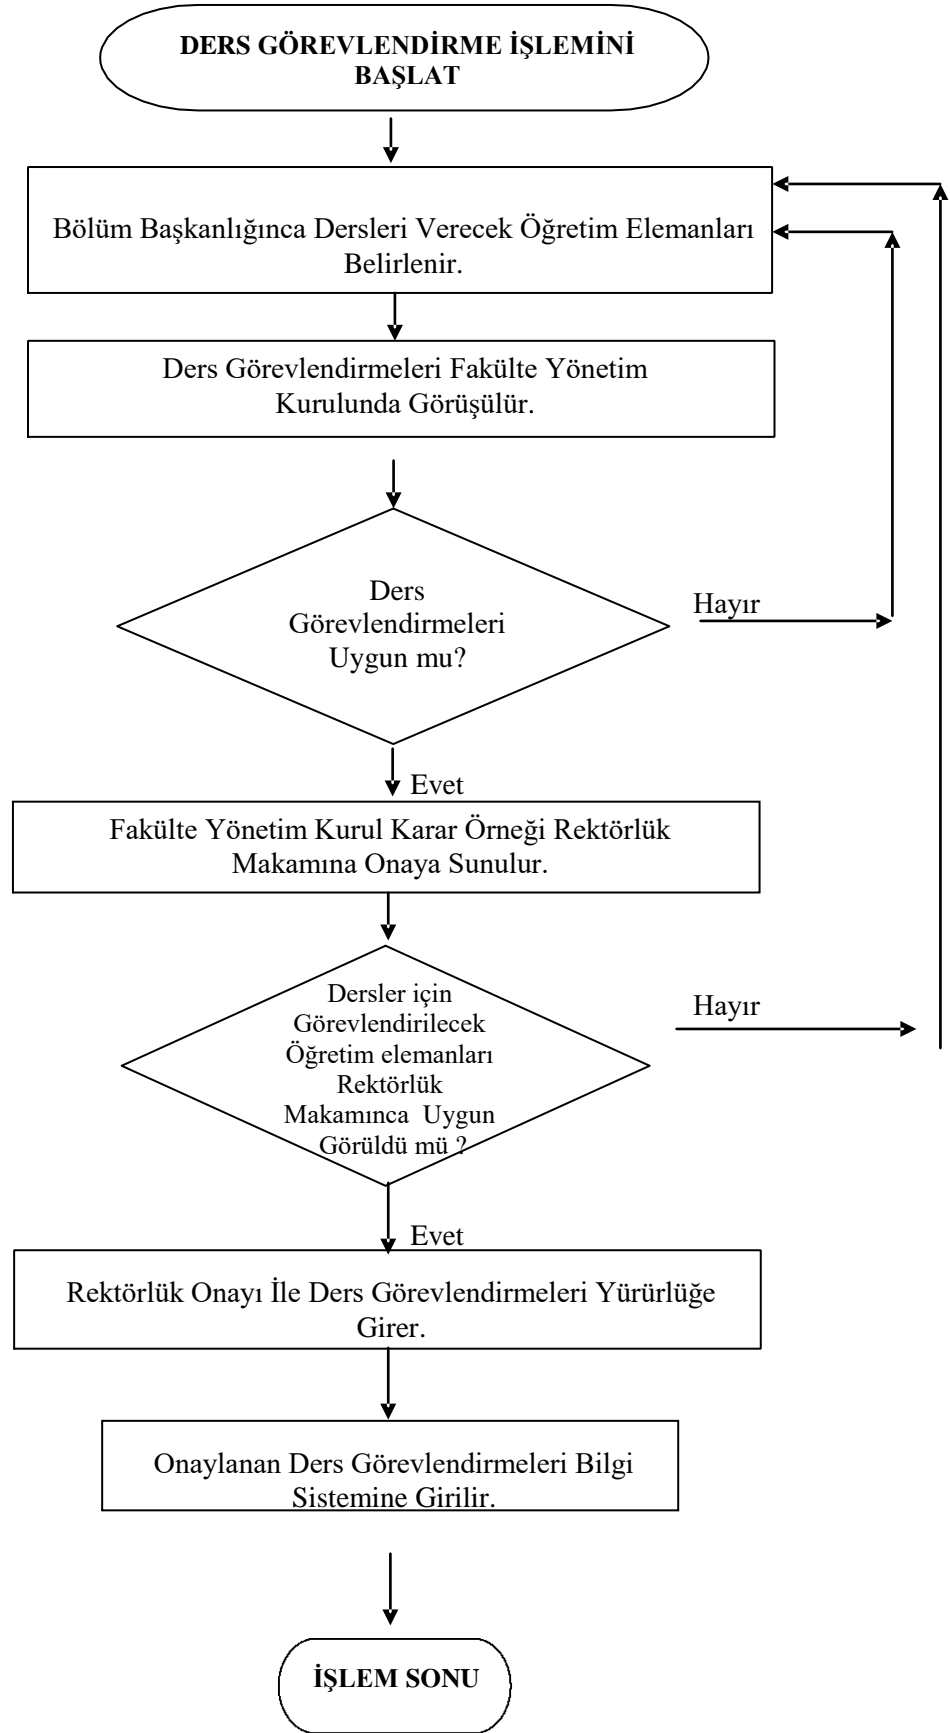 DERS GÖREVLENDİRME İŞLEMİNİ
BAŞLAT
Bölüm Başkanlığınca Dersleri Verecek Öğretim Elemanları
Belirlenir.
Ders Görevlendirmeleri Fakülte Yönetim
Kurulunda Görüşülür.
Ders
Görevlendirmeleri
Uygun mu?
Hayır
Evet
Fakülte Yönetim Kurul Karar Örneği Rektörlük
Makamına Onaya Sunulur.
Dersler için
Görevlendirilecek
Öğretim elemanları
Rektörlük
Makamınca Uygun
Görüldü mü ?
Hayır
Evet
Rektörlük Onayı İle Ders Görevlendirmeleri Yürürlüğe
Girer.
Onaylanan Ders Görevlendirmeleri Bilgi
Sistemine Girilir.
İŞLEM SONU